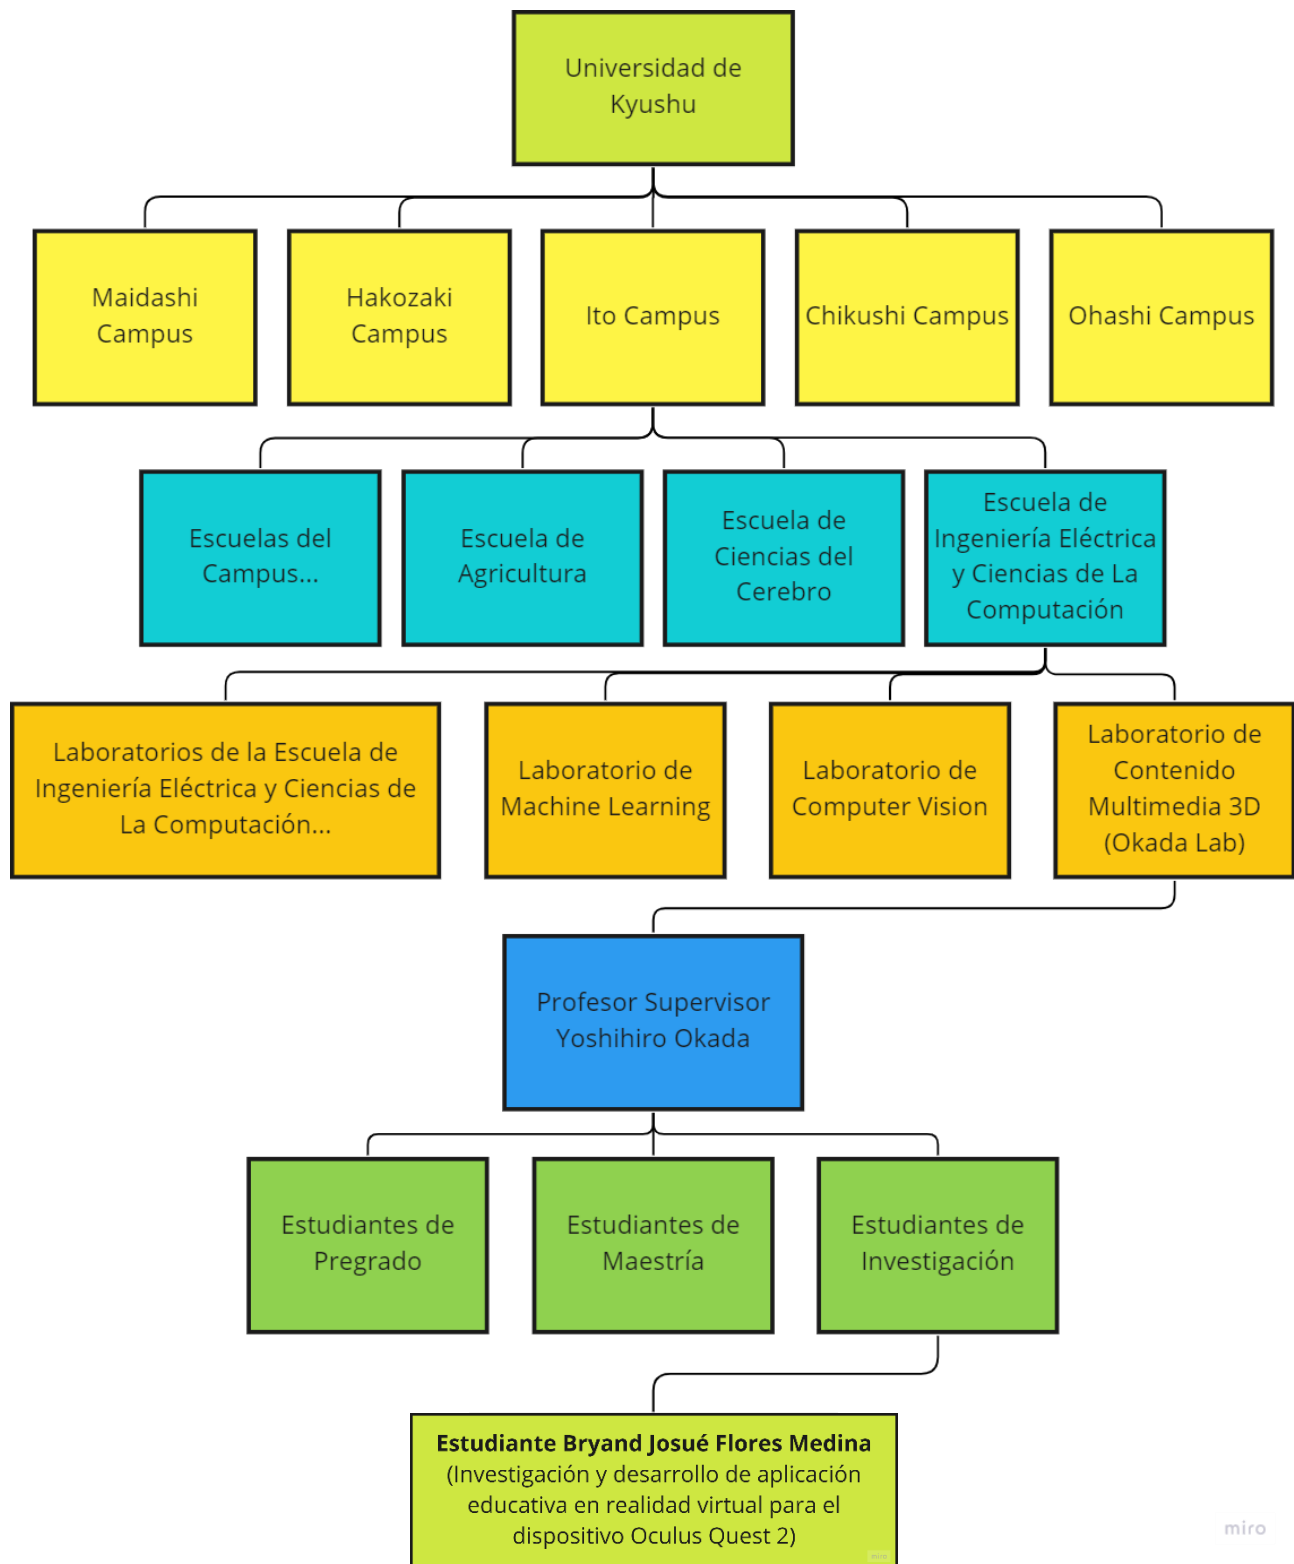 Universidad de
Kyushu
Maidashi
Campus
Hakozaki
Campus
Ito Campus
Chikushi Campus
Ohashi Campus
Escuelas del
Campus...
Escuela de
Agricultura
Escuela de
Ciencias del
Cerebro
Escuela de
Ingeniería Eléctrica
y Ciencias de La
Computación
Laboratorios de la Escuela de
Ingeniería Eléctrica y Ciencias de
La Computación...
Laboratorio de
Machine Learning
Laboratorio de
Computer Vision
Laboratorio de
Contenido
Multimedia 3D
(Okada Lab)
Profesor Supervisor
Yoshihiro Okada
Estudiantes de
Pregrado
Estudiantes de
Maestría
Estudiantes de
Investigación
Estudiante Bryand Josué Flores Medina
(Investigación y desarrollo de aplicación
educativa en realidad virtual para el
dispositivo Oculus Quest 2)
miro
miro